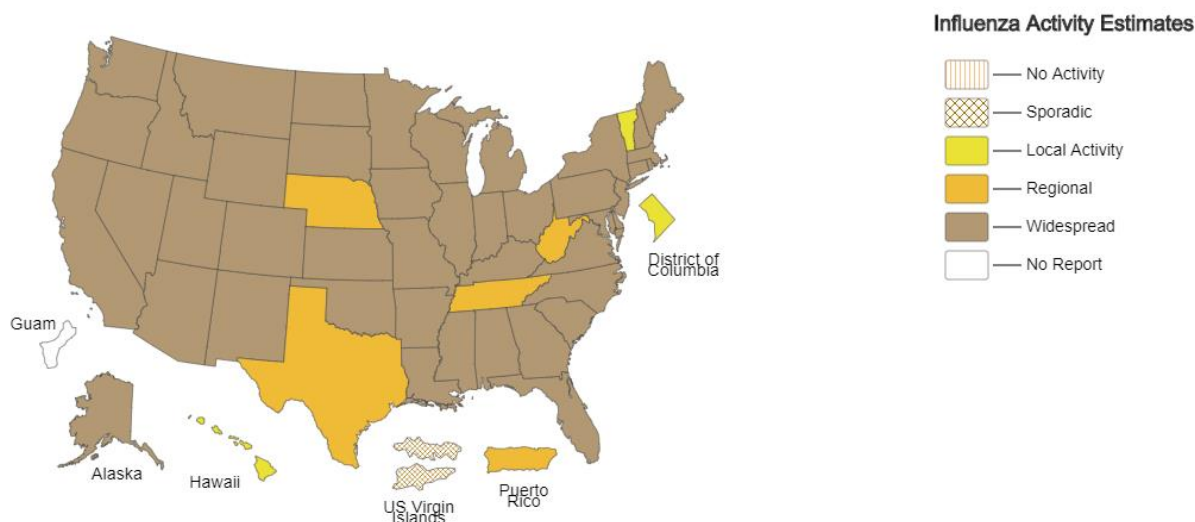 Influenza Activity Estimates
No Activity
Sporadic
Local Activity
Regional
Widespread
No Report
District of
Columbia
Guam
Alaska
Hawaii
US Virgin
Islands
Puerto
Rico